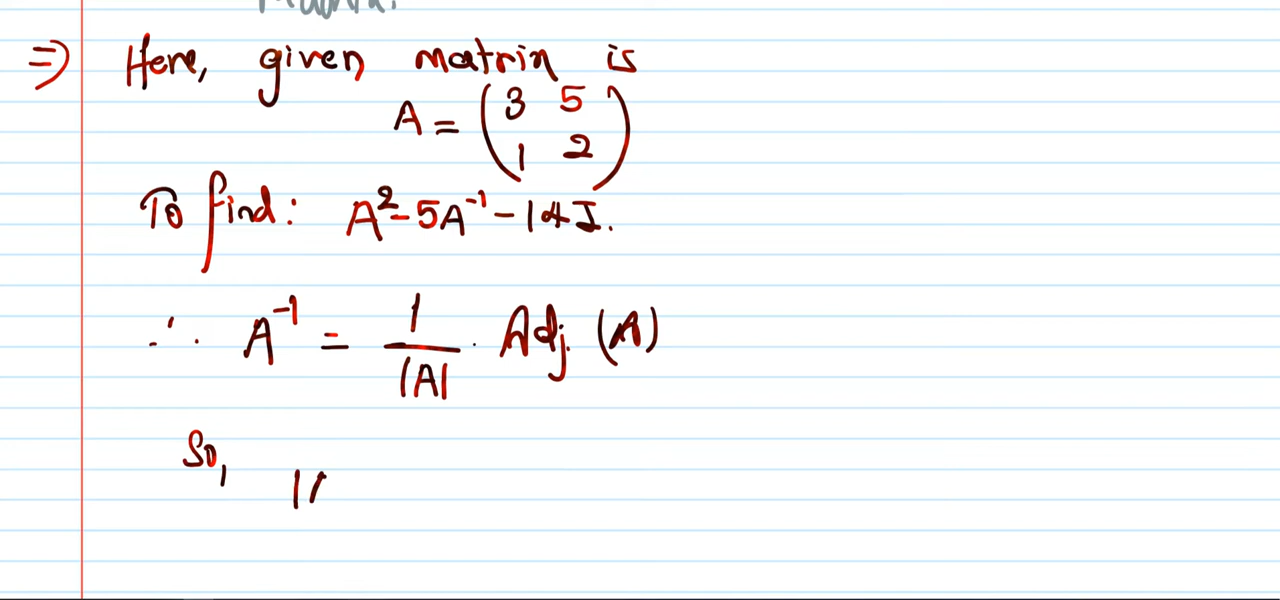 ⇒ Here, given matrix is
A = (3 5
1 2)
To find: A²-5A⁻¹-14I.
∴ A⁻¹ = 1/|A| · Adj. (A)
So, |